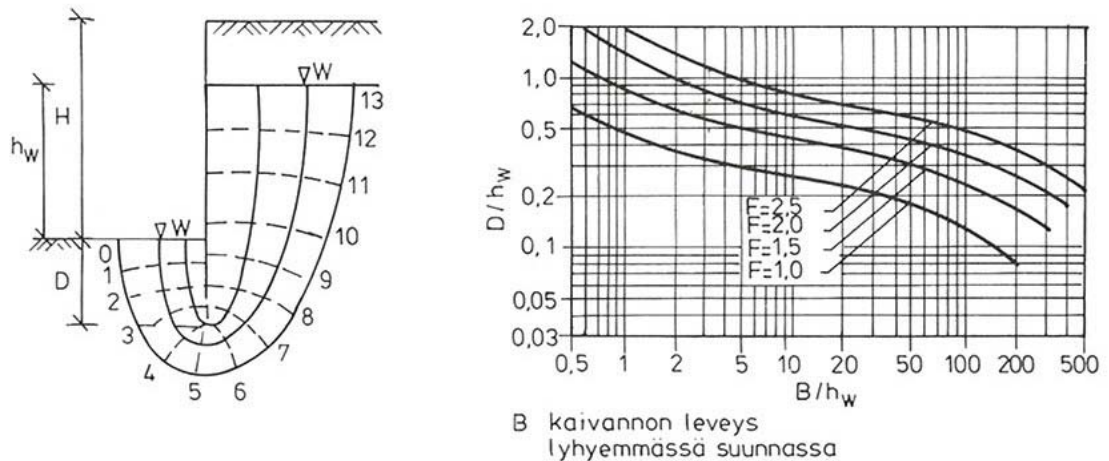 W
13
H
12
h_W
11
W
10
0
1
9
D
2
8
3
7
4
5
6
2,0
1,0
0,5
D/h_W
0,2
F=2,5
F=2,0
0,1
F=1,5
F=1,0
0,05
0,03
0,5 1 2 5 10 20 50 100 200 500
B/h_W
B kaivannon leveys
lyhyemmässä suunnassa